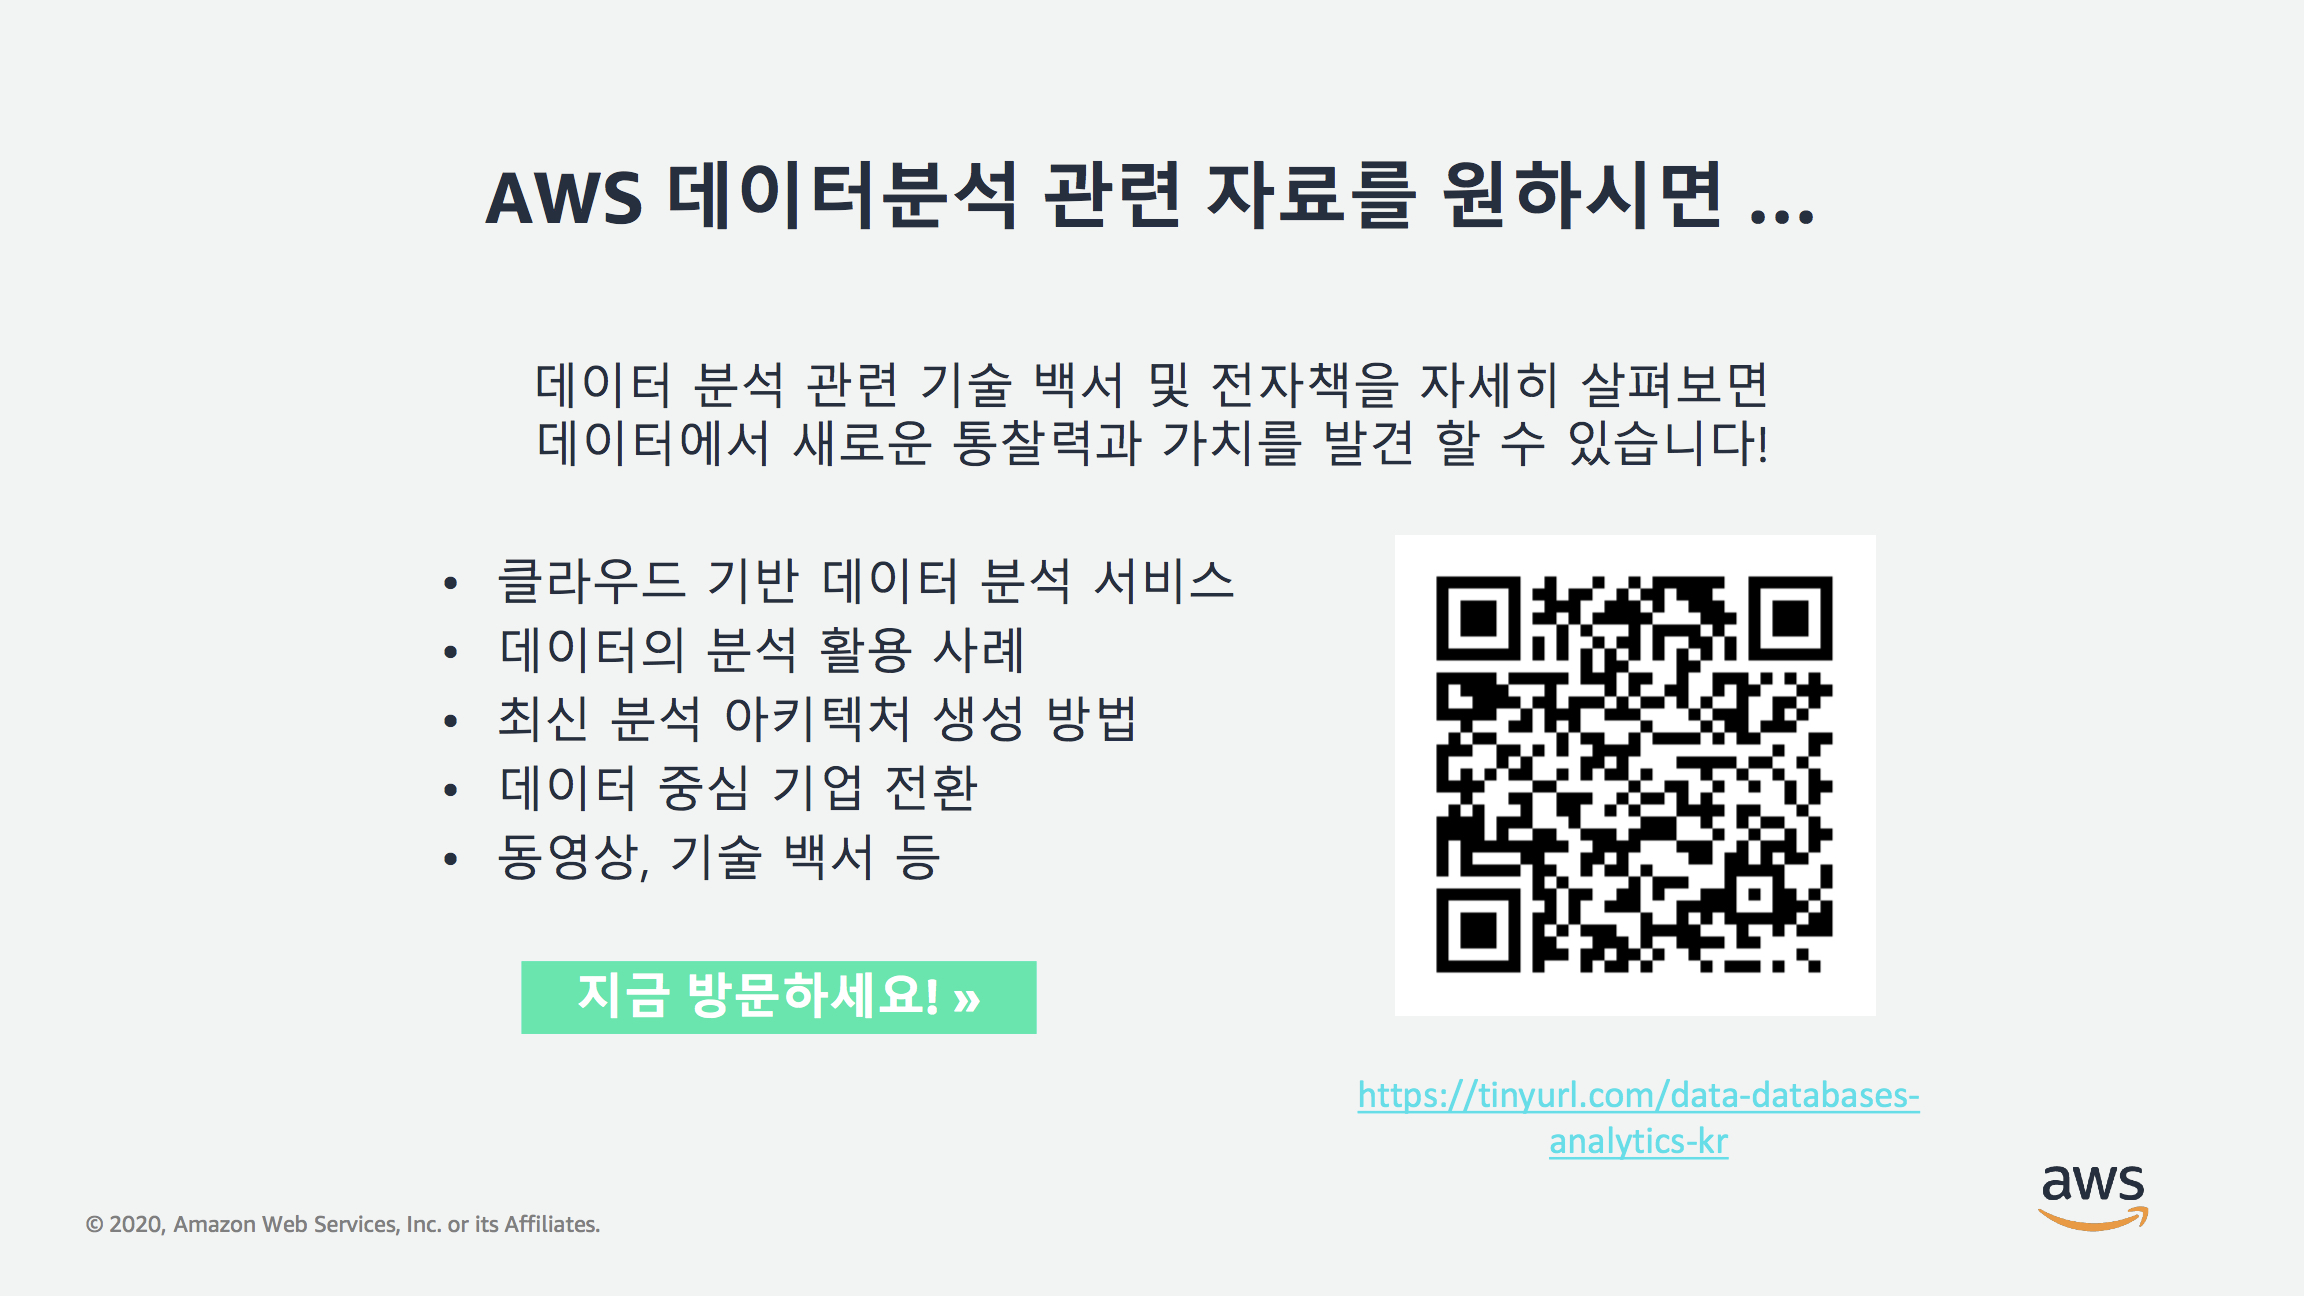 AWS 데이터분석 관련 자료를 원하시면 ...
데이터 분석 관련 기술 백서 및 전자책을 자세히 살펴보면
데이터에서 새로운 통찰력과 가치를 발견 할 수 있습니다!
• 클라우드 기반 데이터 분석 서비스
• 데이터의 분석 활용 사례
• 최신 분석 아키텍처 생성 방법
• 데이터 중심 기업 전환
• 동영상, 기술 백서 등
지금 방문하세요! »
https://tinyurl.com/data-databases-
analytics-kr
© 2020, Amazon Web Services, Inc. or its Affiliates.
aws